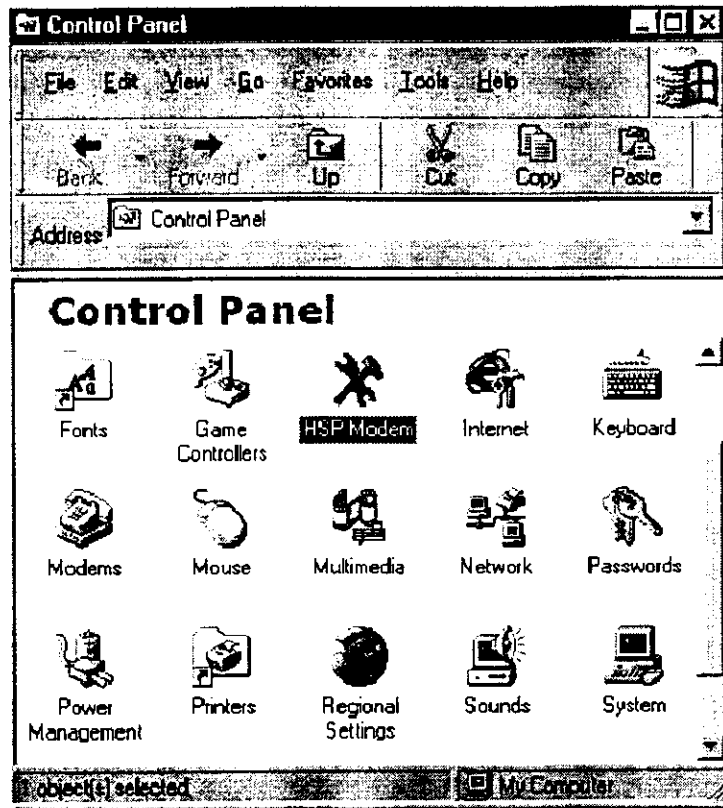 Control Panel
File Edit View Go Favorites Tools Help
Back Forward Up Cut Copy Paste
Address Control Panel
Control Panel
Fonts Game Controllers HSP Modem Internet Keyboard
Modems Mouse Multimedia Network Passwords
Power Management Printers Regional Settings Sounds System
1 object(s) selected My Computer